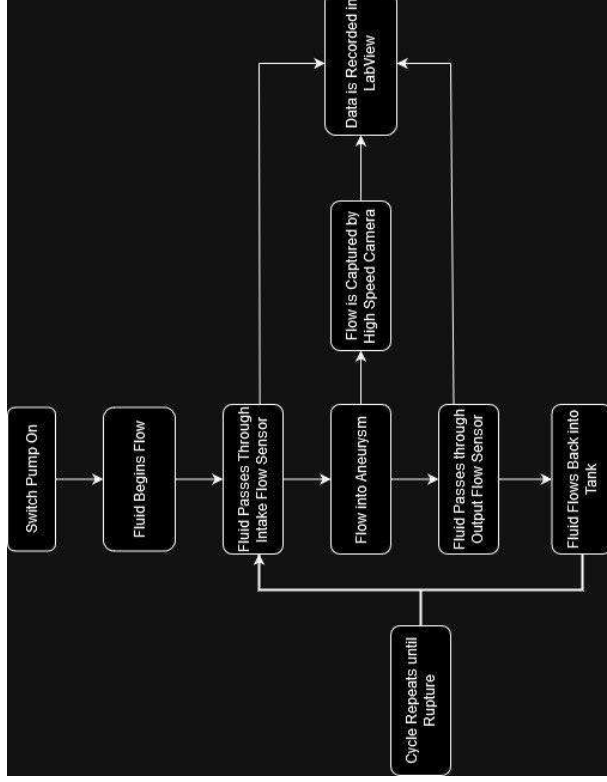 Switch Pump On
Fluid Begins Flow
Fluid Passes Through
Intake Flow Sensor
Flow into Aneurysm
Fluid Passes through
Output Flow Sensor
Fluid Flows Back into
Tank
Flow is Captured by
High Speed Camera
Data is Recorded in
LabView
Cycle Repeats until
Rupture